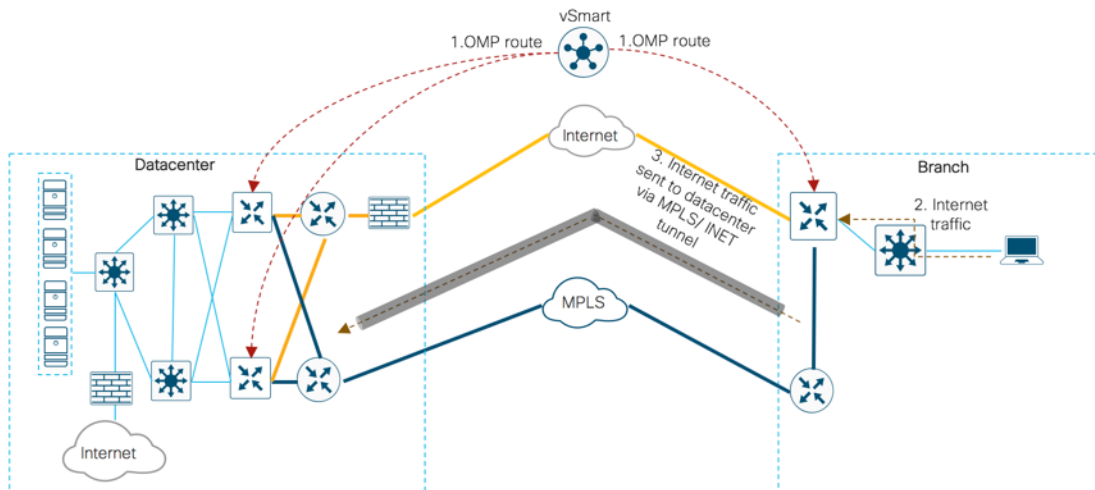 vSmart
1.OMP route
1.OMP route
Internet
Datacenter
Branch
3. Internet traffic
sent to datacenter
via MPLS/ INET
tunnel
2. Internet
traffic
MPLS
Internet